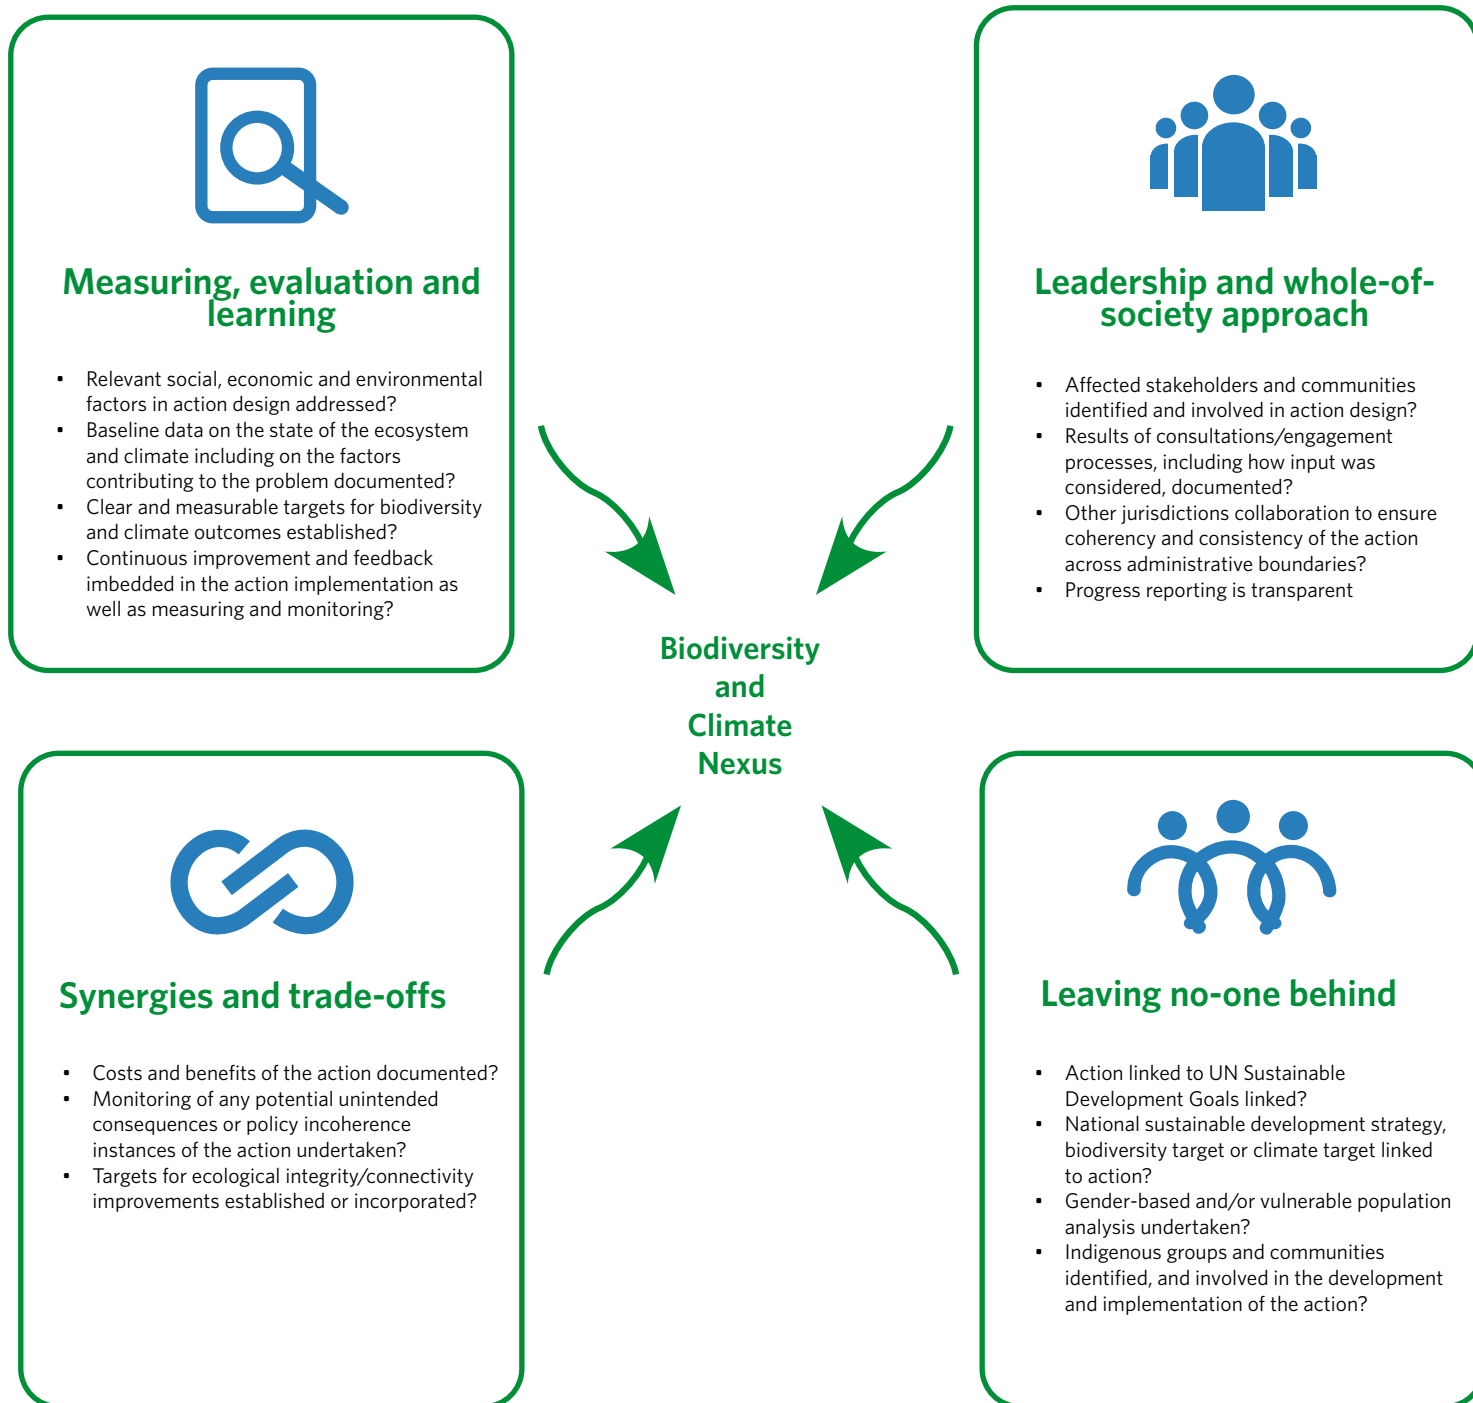 Measuring, evaluation and
learning
• Relevant social, economic and environmental
factors in action design addressed?
• Baseline data on the state of the ecosystem
and climate including on the factors
contributing to the problem documented?
• Clear and measurable targets for biodiversity
and climate outcomes established?
• Continuous improvement and feedback
imbedded in the action implementation as
well as measuring and monitoring?
Leadership and whole-of-
society approach
• Affected stakeholders and communities
identified and involved in action design?
• Results of consultations/engagement
processes, including how input was
considered, documented?
• Other jurisdictions collaboration to ensure
coherency and consistency of the action
across administrative boundaries?
• Progress reporting is transparent
Biodiversity
and
Climate
Nexus
Synergies and trade-offs
• Costs and benefits of the action documented?
• Monitoring of any potential unintended
consequences or policy incoherence
instances of the action undertaken?
• Targets for ecological integrity/connectivity
improvements established or incorporated?
Leaving no-one behind
• Action linked to UN Sustainable
Development Goals linked?
• National sustainable development strategy,
biodiversity target or climate target linked
to action?
• Gender-based and/or vulnerable population
analysis undertaken?
• Indigenous groups and communities
identified, and involved in the development
and implementation of the action?